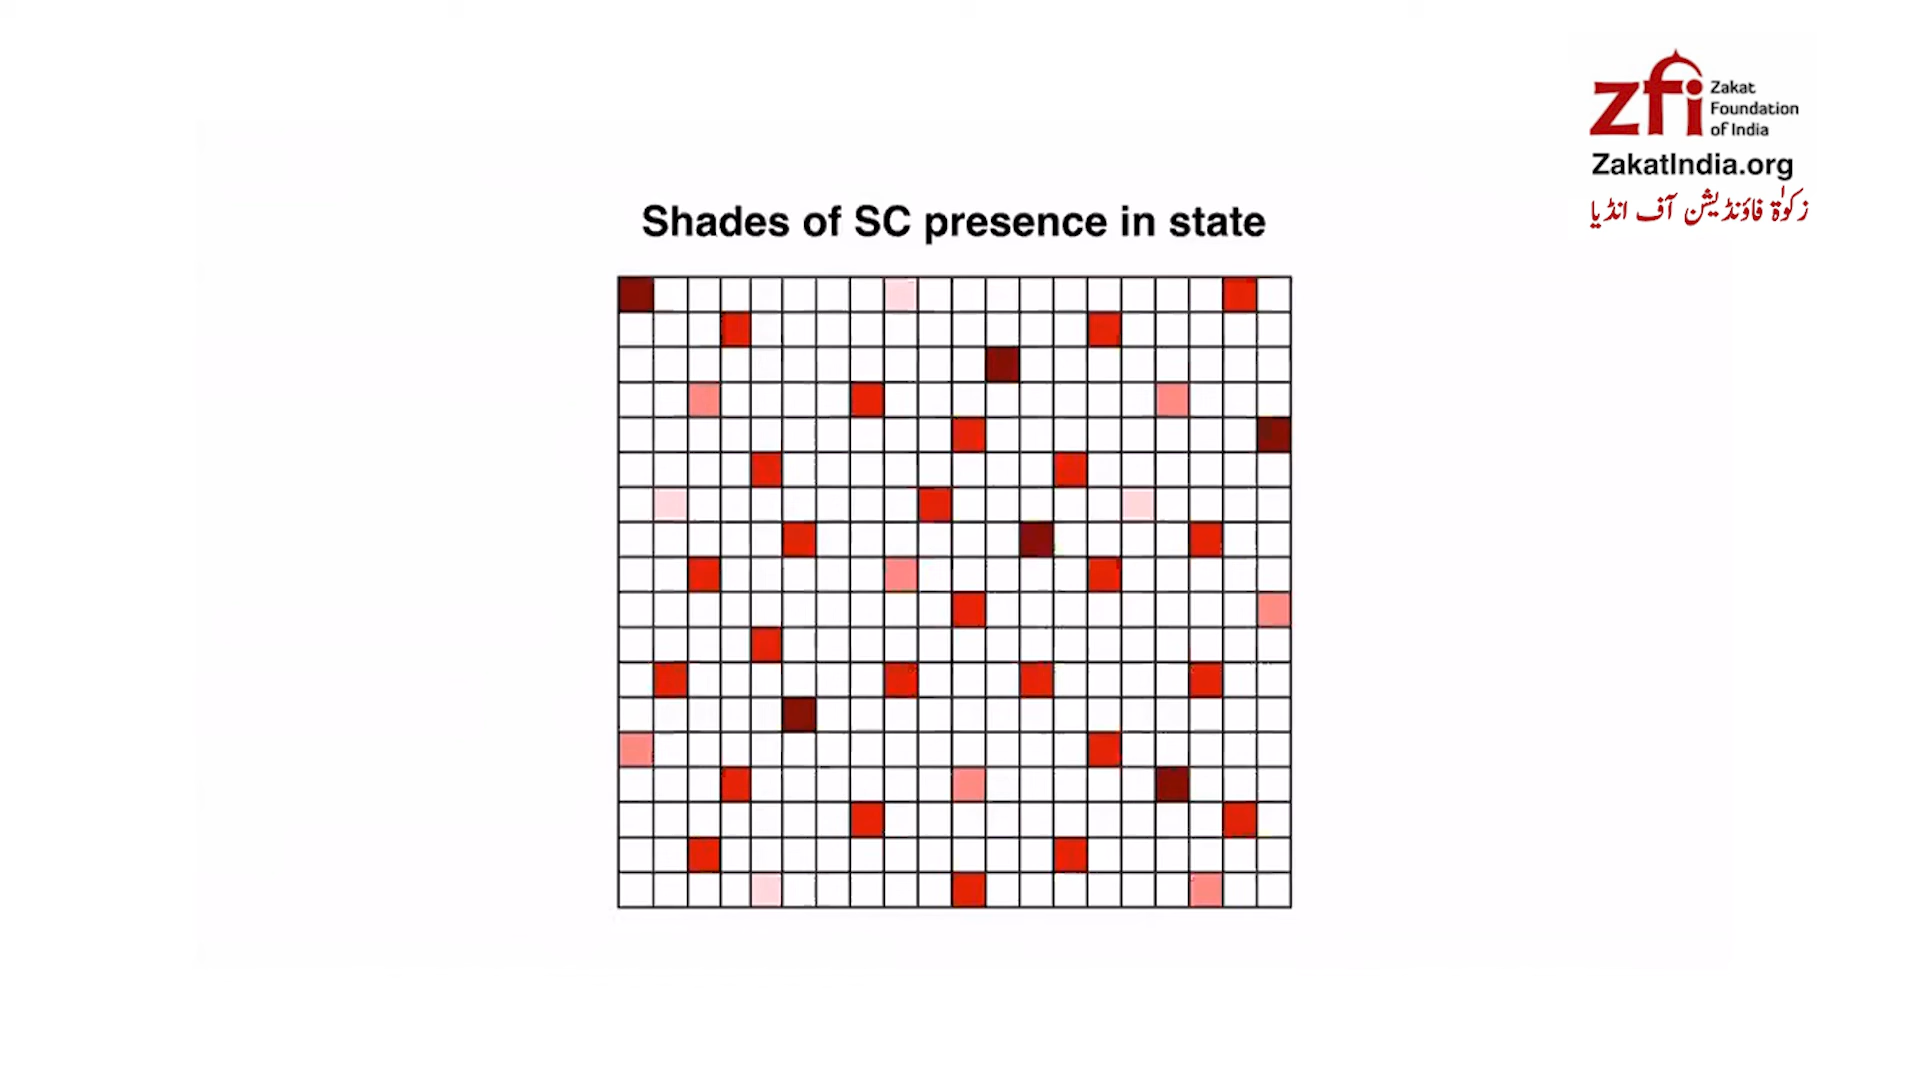 zfi
Zakat
Foundation
of India
ZakatIndia.org
زکوٰۃ فاؤنڈیشن آف انڈیا
Shades of SC presence in state